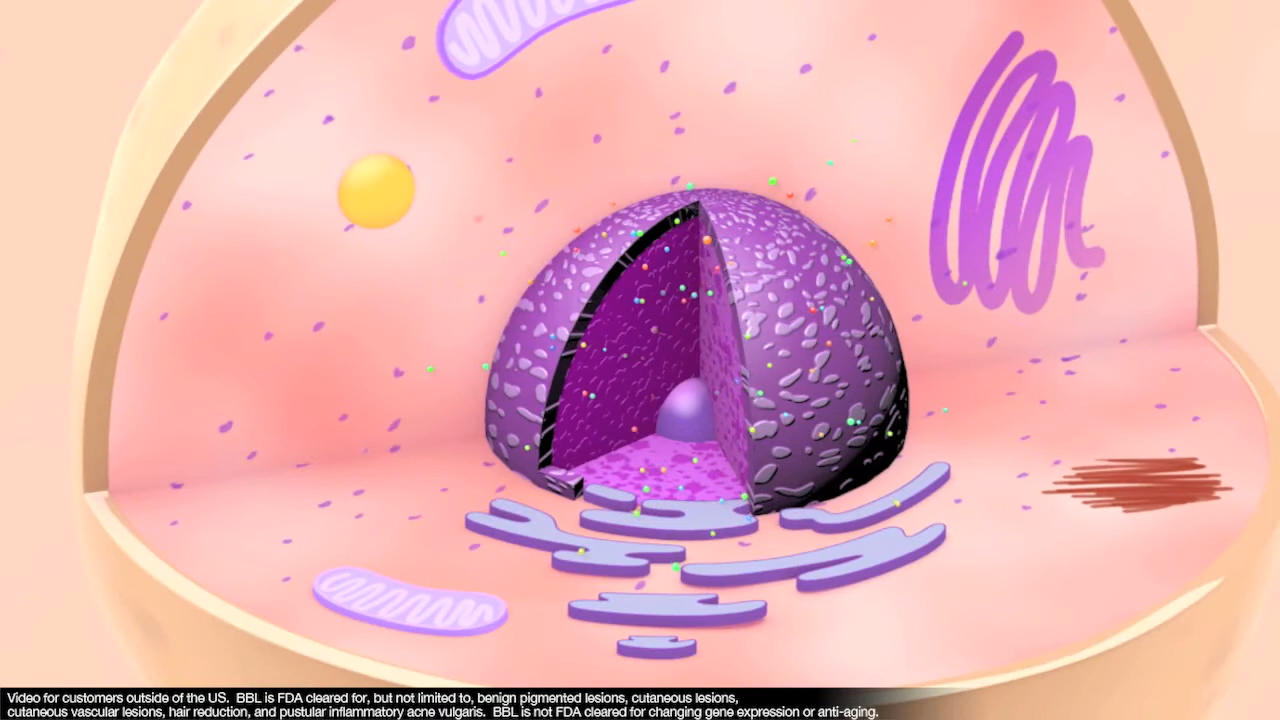 Video for customers outside of the US.  BBL is FDA cleared for, but not limited to, benign pigmented lesions, cutaneous lesions,
cutaneous vascular lesions, hair reduction, and pustular inflammatory acne vulgaris.  BBL is not FDA cleared for changing gene expression or anti-aging.